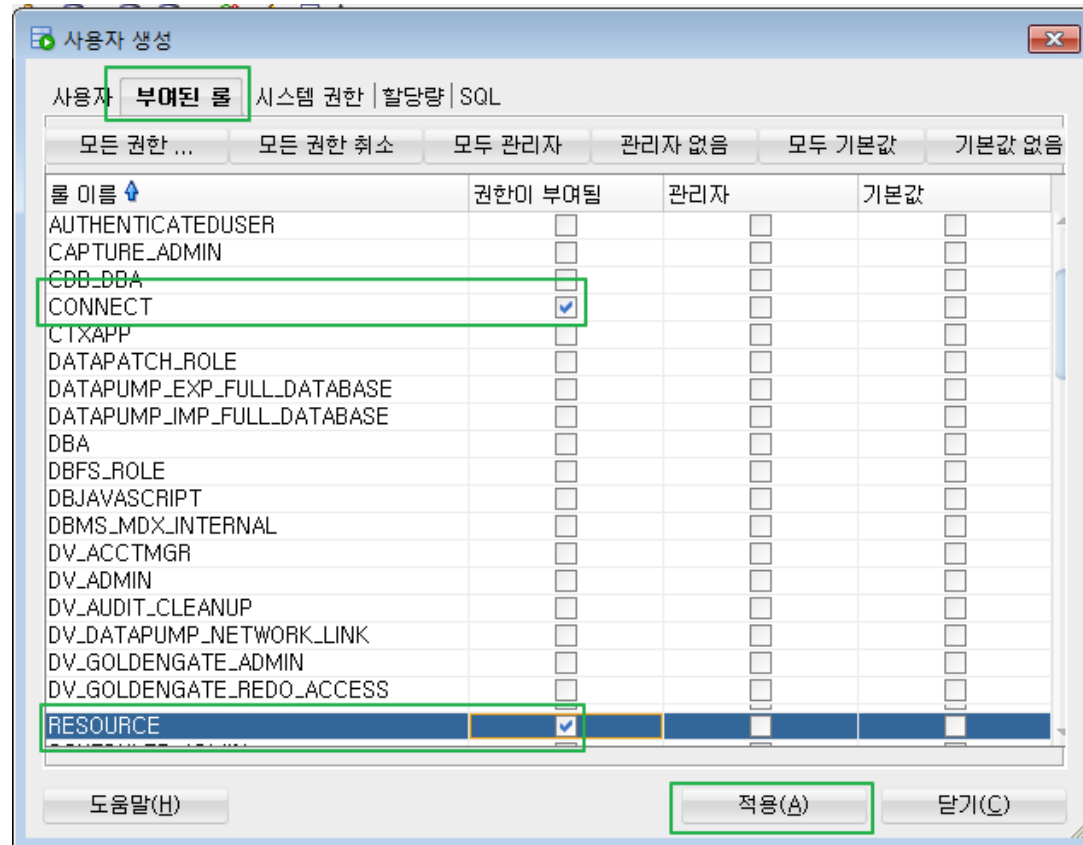 사용자 생성
사용자 부여된 롤 시스템 권한 할당량 SQL
모든 권한 ... 모든 권한 취소 모두 관리자 관리자 없음 모두 기본값 기본값 없음
롤 이름 권한이 부여됨 관리자 기본값
AUTHENTICATEDUSER
CAPTURE_ADMIN
CDB_DBA
CONNECT
CTXAPP
DATAPATCH_ROLE
DATAPUMP_EXP_FULL_DATABASE
DATAPUMP_IMP_FULL_DATABASE
DBA
DBFS_ROLE
DBJAVASCRIPT
DBMS_MDX_INTERNAL
DV_ACCTMGR
DV_ADMIN
DV_AUDIT_CLEANUP
DV_DATAPUMP_NETWORK_LINK
DV_GOLDENGATE_ADMIN
DV_GOLDENGATE_REDO_ACCESS
RESOURCE
도움말(H) 적용(A) 닫기(C)